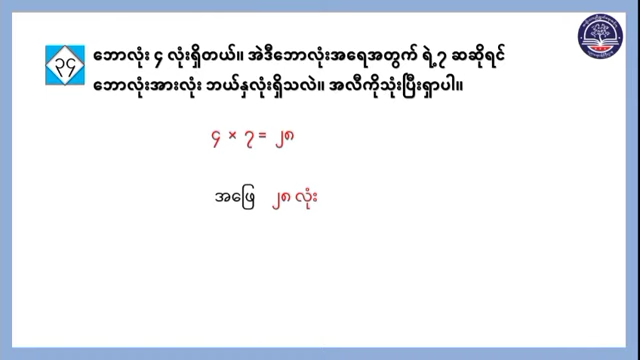 ၃၄
ဘောလုံး ၄ လုံးရှိတယ်။ အဲဒီဘောလုံးအရေအတွက် ရဲ့ ၇ ဆဆိုရင်
ဘောလုံးအားလုံး ဘယ်နှလုံးရှိသလဲ။ အလီကိုသုံးပြီးရှာပါ။
၄ × ၇ = ၂၈
အဖြေ ၂၈ လုံး